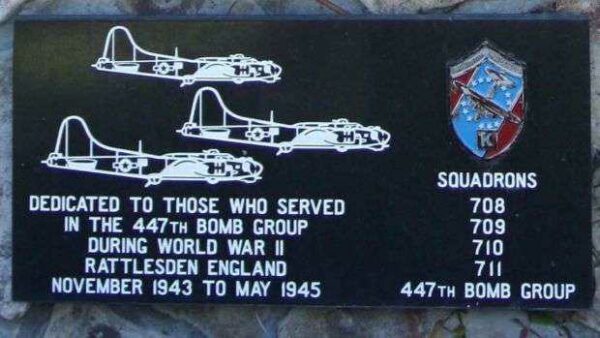 DEDICATED TO THOSE WHO SERVED
IN THE 447TH BOMB GROUP
DURING WORLD WAR II
RATTLESDEN ENGLAND
NOVEMBER 1943 TO MAY 1945
K
SQUADRONS
708
709
710
711
447TH BOMB GROUP